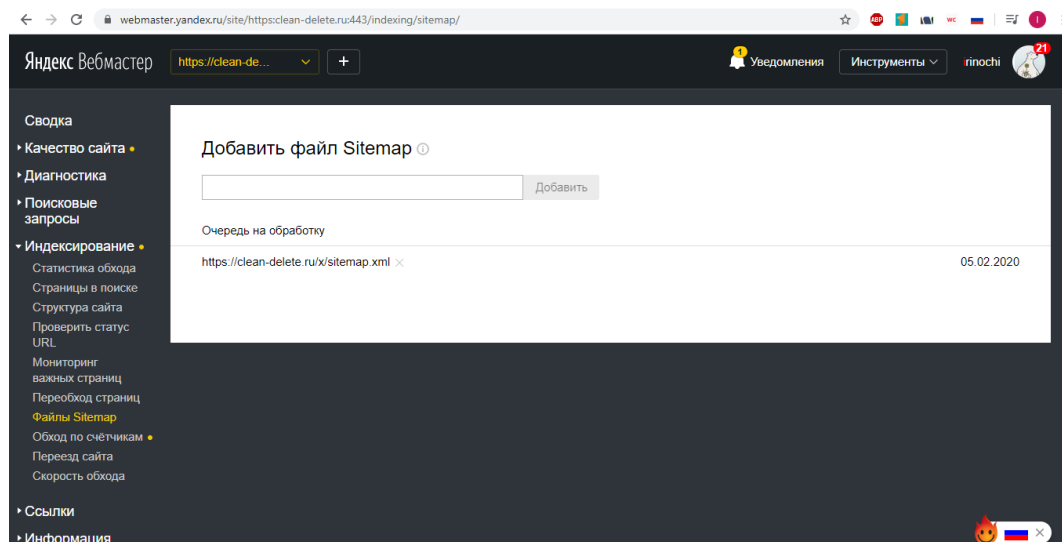 webmaster.yandex.ru/site/https:clean-delete.ru:443/indexing/sitemap/
ABP
WC
I
Яндекс Вебмастер
https://clean-de...
+
1
Уведомления
Инструменты
irinochi
21
Сводка
Качество сайта
Диагностика
Поисковые
запросы
Индексирование
Статистика обхода
Страницы в поиске
Структура сайта
Проверить статус
URL
Мониторинг
важных страниц
Переобход страниц
Файлы Sitemap
Обход по счётчикам
Переезд сайта
Скорость обхода
Ссылки
Информация
Добавить файл Sitemap
Добавить
Очередь на обработку
https://clean-delete.ru/x/sitemap.xml
05.02.2020